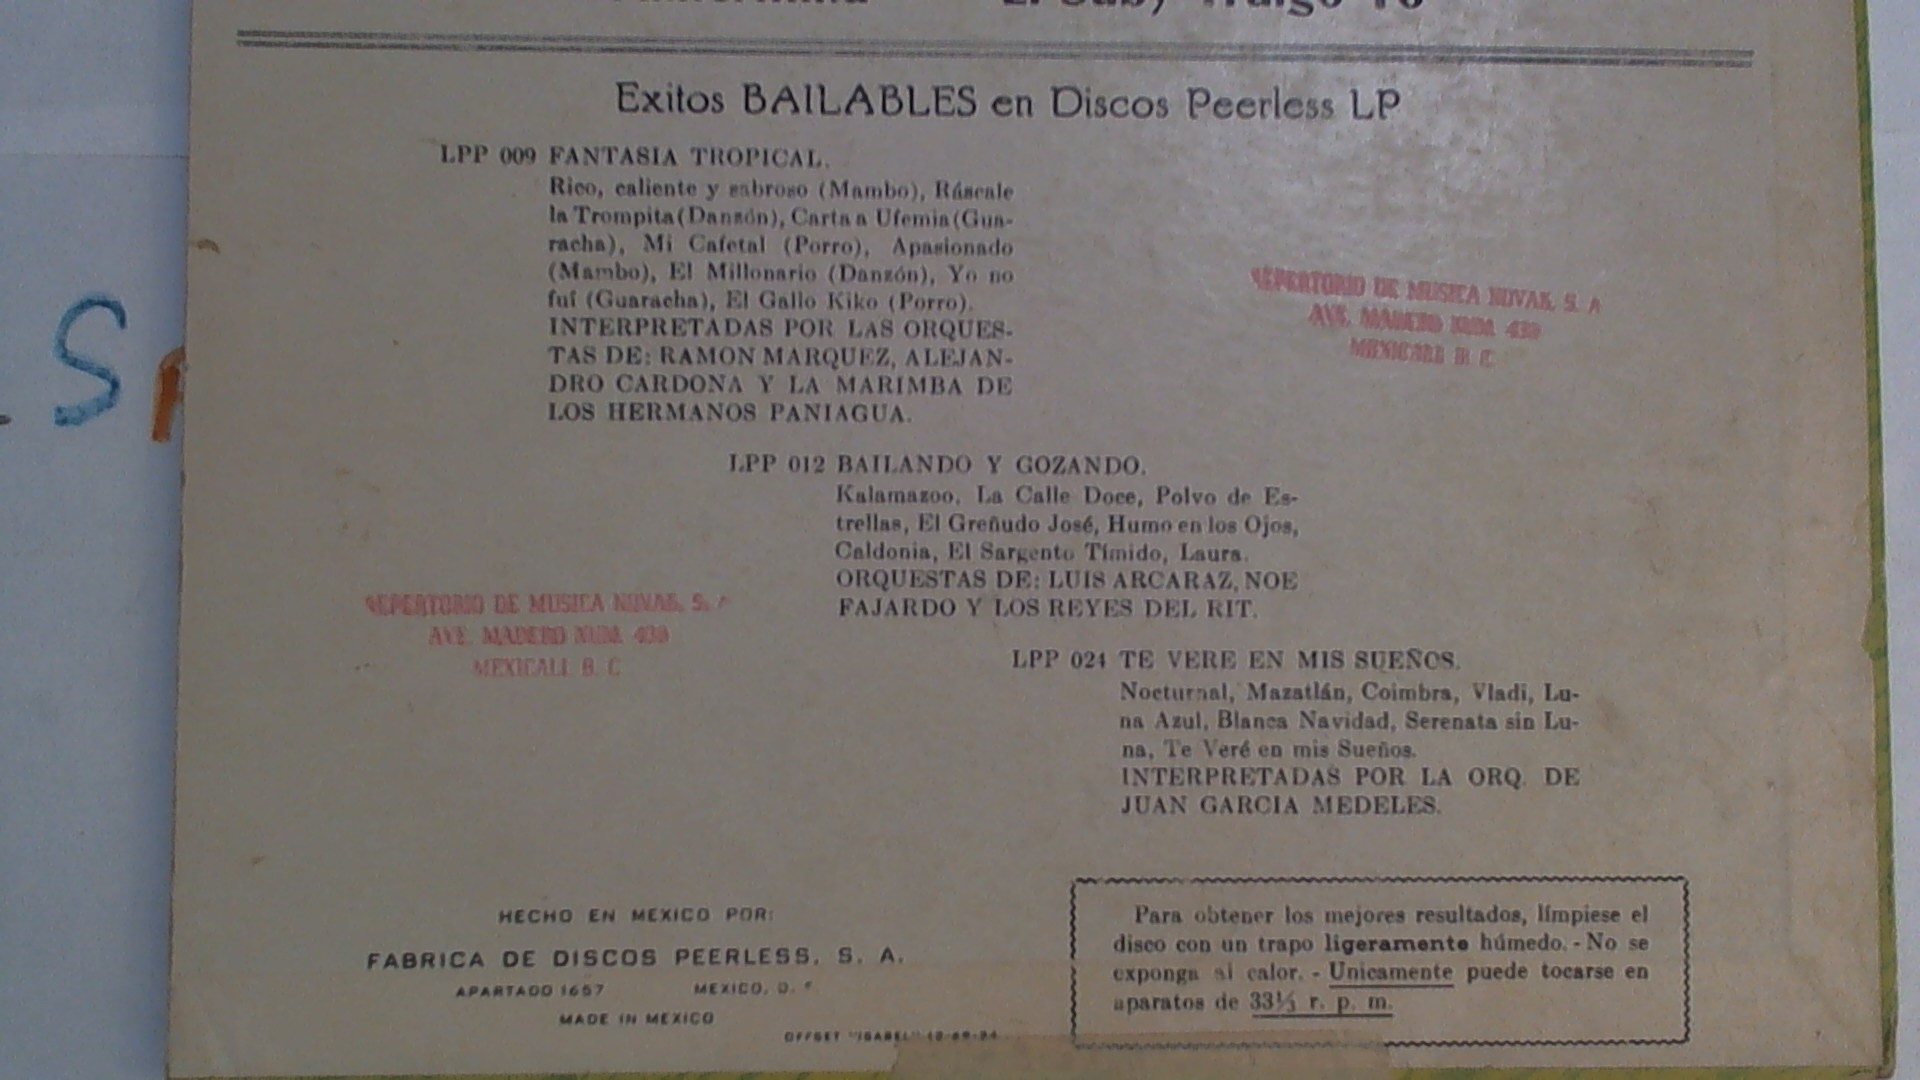 Exitos BAILABLES en Discos Peerless LP
LPP 009 FANTASIA TROPICAL.
Rico, caliente y sabroso (Mambo), Ráscale
la Trompita (Danzón), Carta a Ufemia (Gua-
racha), Mi Cafetal (Porro), Apasionado
(Mambo), El Millonario (Danzón), Yo no
fuí (Guaracha), El Gallo Kiko (Porro).
INTERPRETADAS POR LAS ORQUES-
TAS DE: RAMON MARQUEZ, ALEJAN-
DRO CARDONA Y LA MARIMBA DE
LOS HERMANOS PANIAGUA.
REPERTORIO DE MUSICA NOVAK, S. A
AVE. MADERO NUM. 430
MEXICALI B. C.
LPP 012 BAILANDO Y GOZANDO.
Kalamazoo, La Calle Doce, Polvo de Es-
trellas, El Greñudo José, Humo en los Ojos,
Caldonia, El Sargento Tímido, Laura.
ORQUESTAS DE: LUIS ARCARAZ, NOE
FAJARDO Y LOS REYES DEL RIT.
REPERTORIO DE MUSICA NOVAK, S. A
AVE. MADERO NUM. 430
MEXICALI B. C
LPP 024 TE VERE EN MIS SUEÑOS.
Nocturnal, Mazatlán, Coimbra, Vladi, Lu-
na Azul, Blanca Navidad, Serenata sin Lu-
na, Te Veré en mis Sueños.
INTERPRETADAS POR LA ORQ. DE
JUAN GARCIA MEDELES.
HECHO EN MEXICO POR:
FABRICA DE DISCOS PEERLESS, S. A.
APARTADO 1657 MEXICO, D. F
MADE IN MEXICO
OFFSET "ISABEL"
Para obtener los mejores resultados, límpiese el
disco con un trapo ligeramente húmedo. - No se
exponga al calor. - Unicamente puede tocarse en
aparatos de 33⅓ r. p. m.